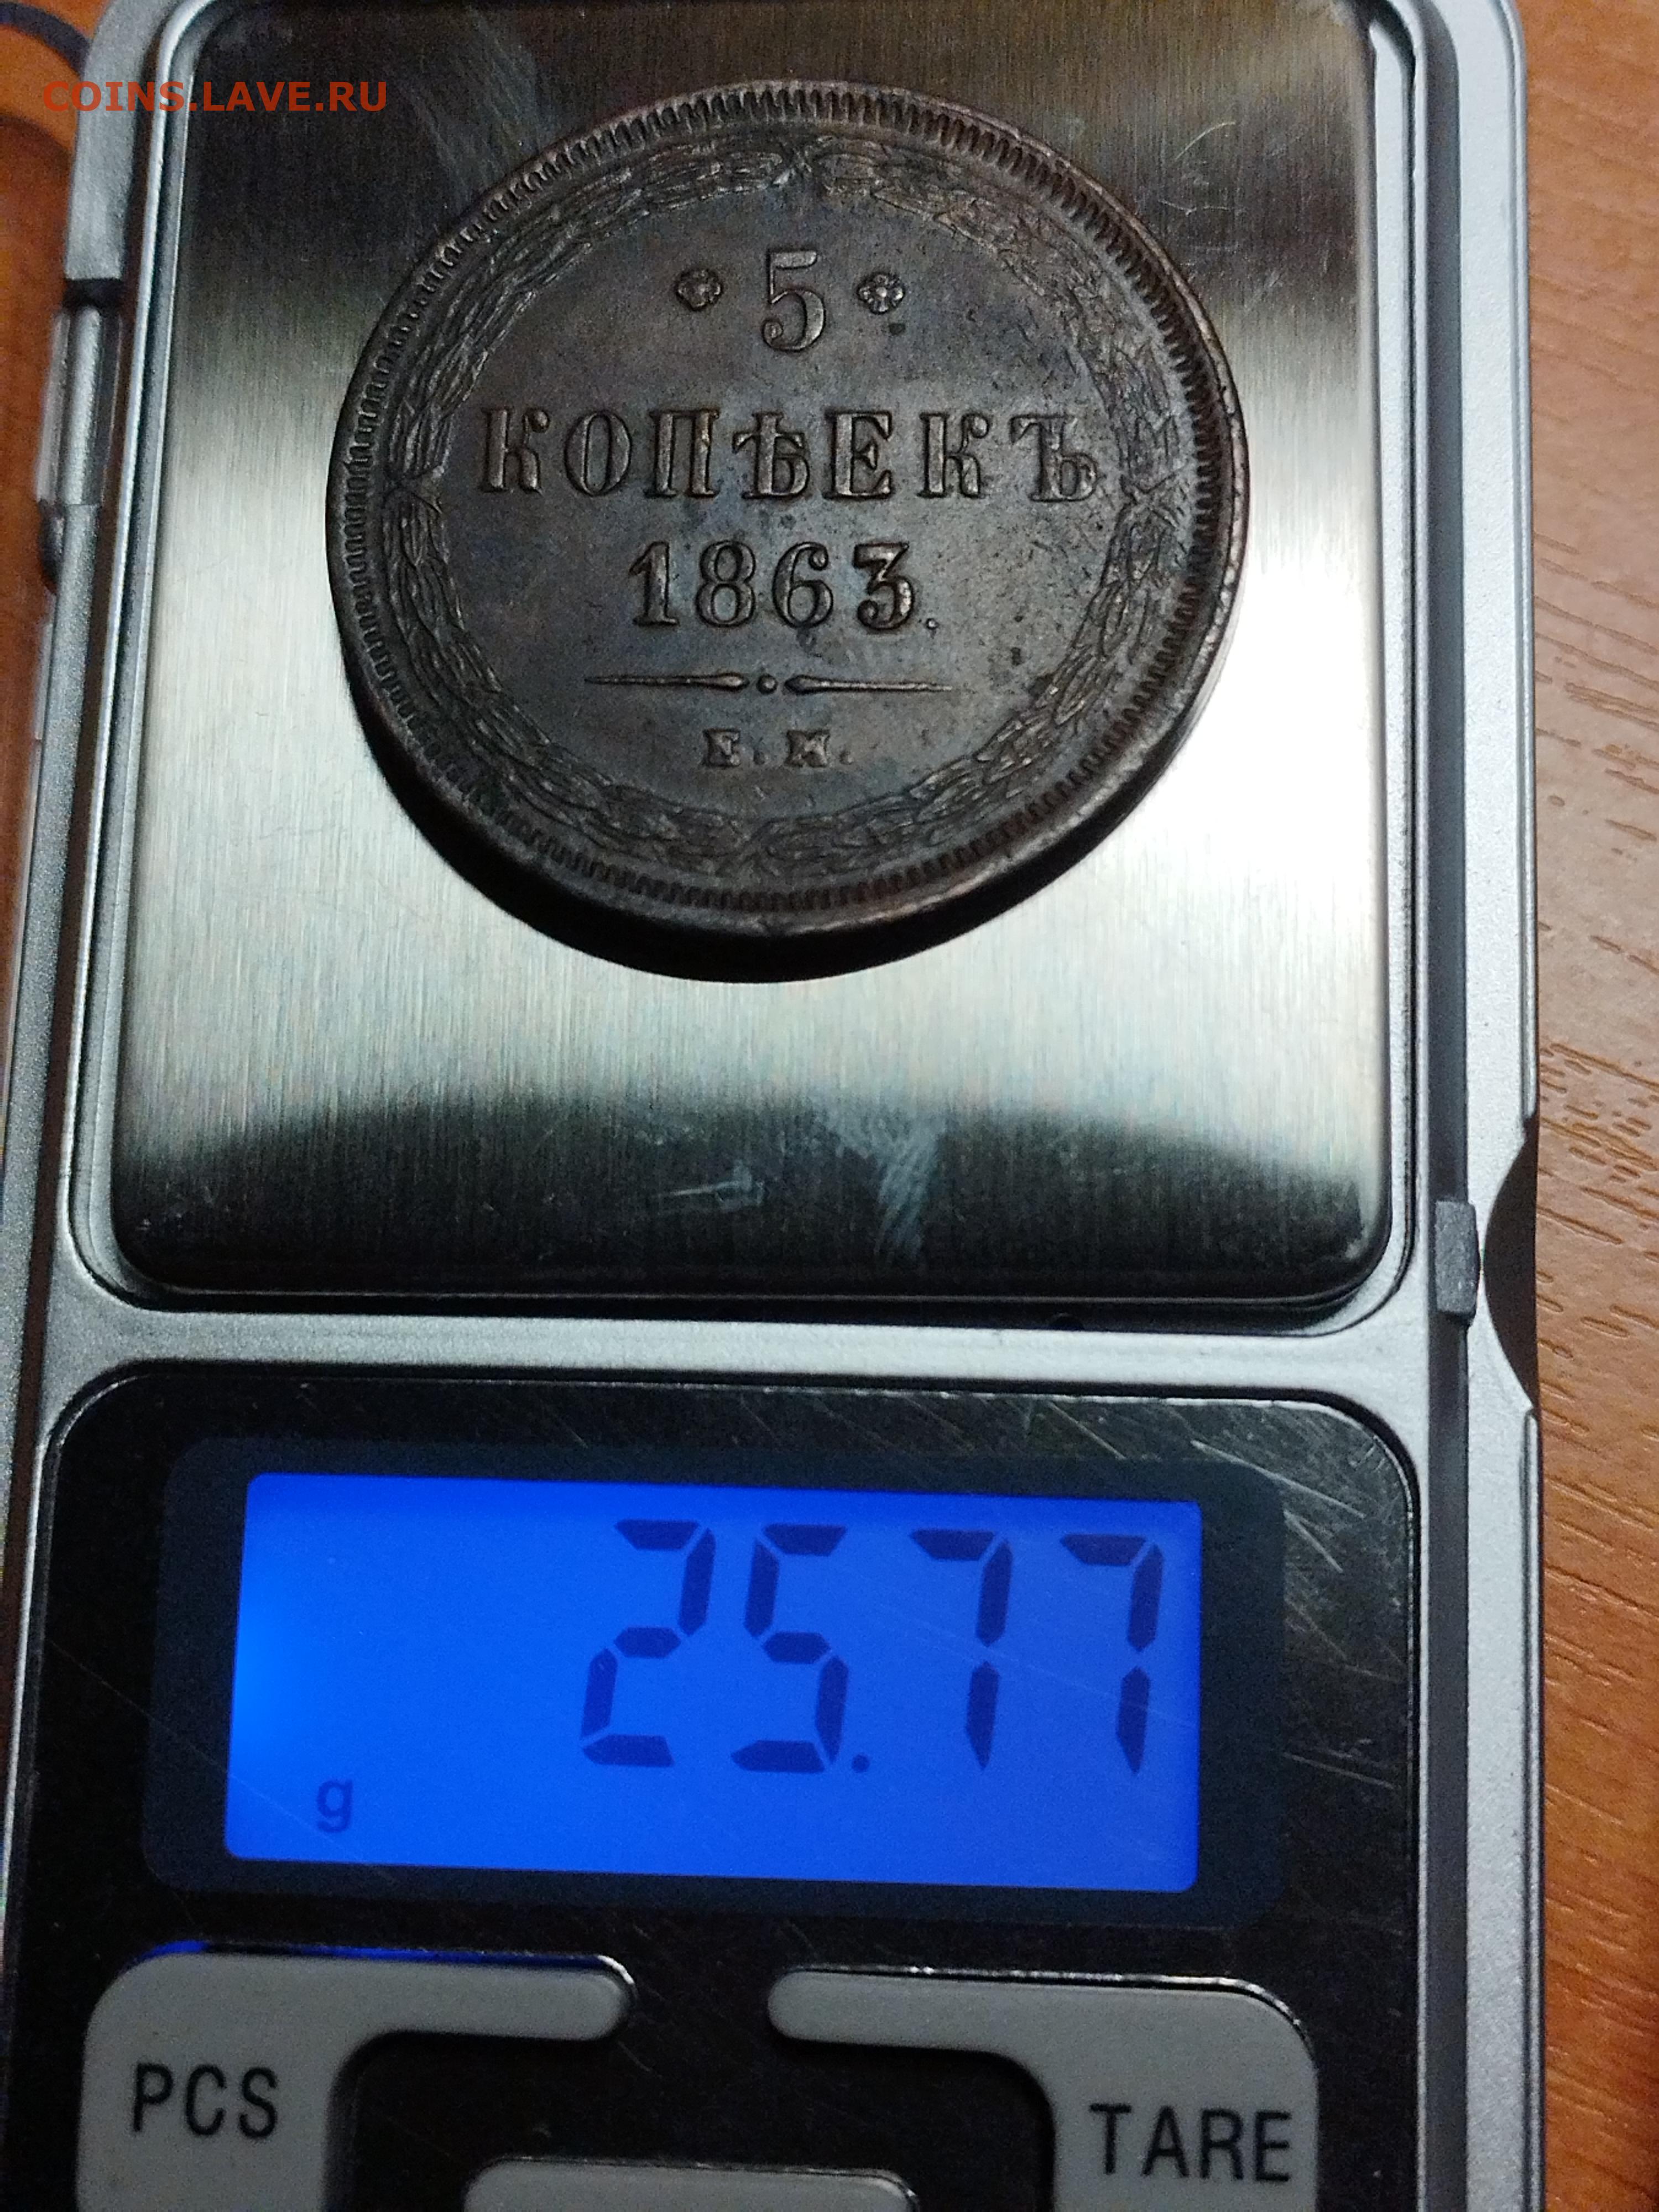 COINS.LAVE.RU
5
КОПѢЕКЪ
1863.
Е.М.
25.77
g
PCS
TARE